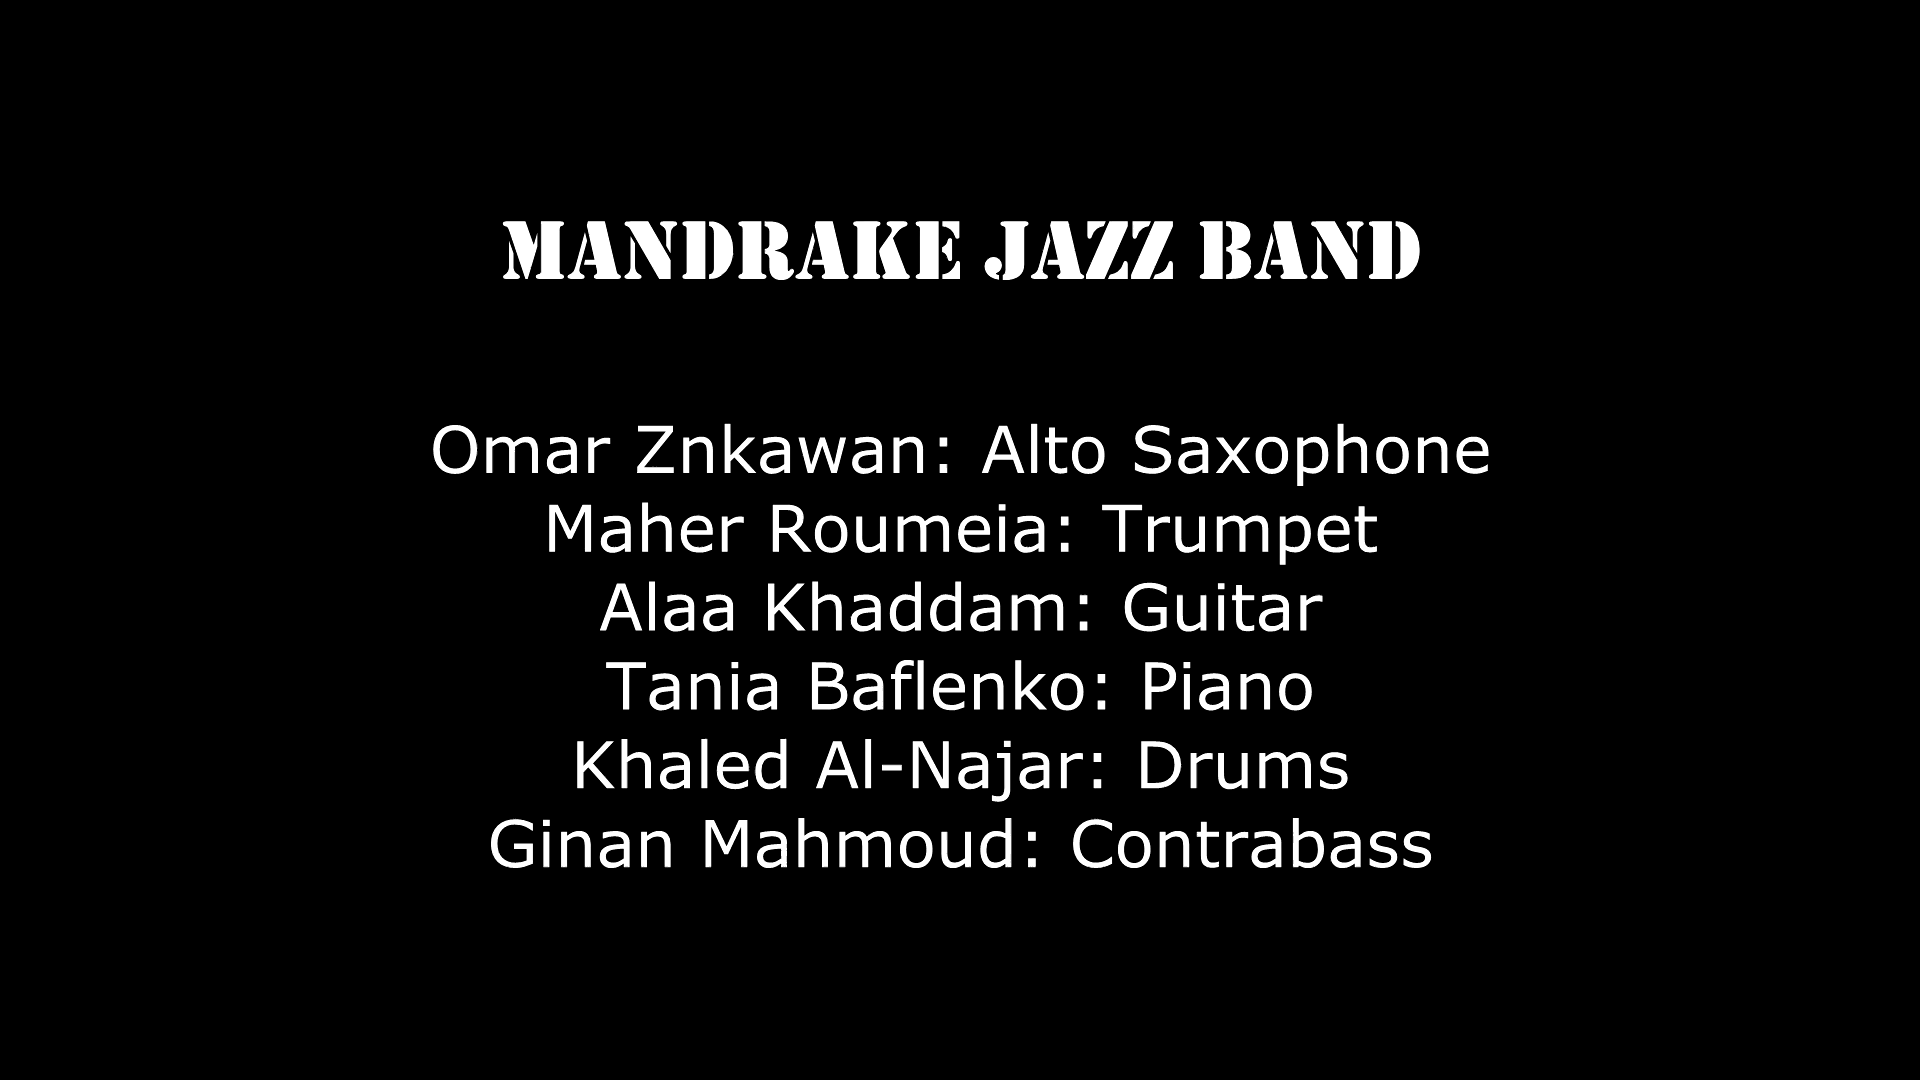 MANDRAKE JAZZ BAND
Omar Znkawan: Alto Saxophone
Maher Roumeia: Trumpet
Alaa Khaddam: Guitar
Tania Baflenko: Piano
Khaled Al-Najar: Drums
Ginan Mahmoud: Contrabass